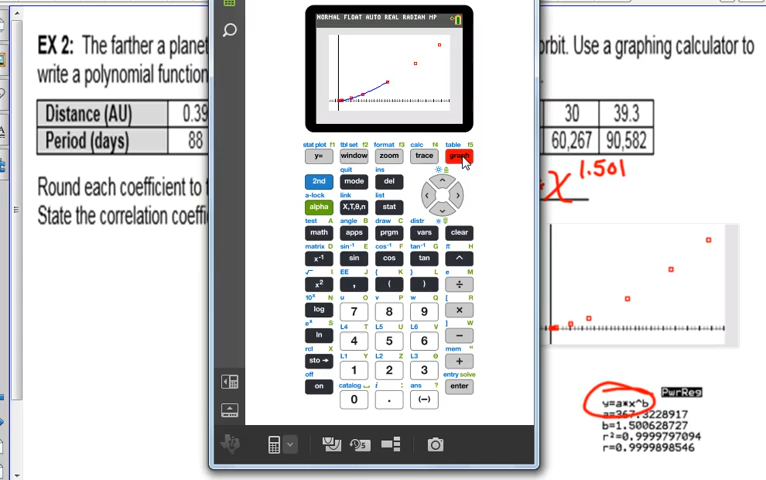 NORMAL FLOAT AUTO REAL RADIAN MP
EX 2: The farther a planet
orbit. Use a graphing calculator to
write a polynomial function
Distance (AU) 0.39 30 39.3
Period (days) 88 60,267 90,582
Round each coefficient to t
State the correlation coeffic
x^1.501
stat plot f1 tbl set f2 format f3 calc f4 table f5
y= window zoom trace graph
quit ins
2nd mode del
a-lock link list
alpha X,T,θ,n stat
test A angle B draw C distr
math apps prgm vars clear
matrix D sin⁻¹ E cos⁻¹ F tan⁻¹ G π H
x⁻¹ sin cos tan ^
√ I EE J { K } L e M
x² , ( ) ÷
10ˣ N u O v P w Q [ R
log 7 8 9 ×
eˣ S L4 T L5 U L6 V ] W
ln 4 5 6 −
rcl X L1 Y L2 Z L3 θ mem "
sto→ 1 2 3 +
off catalog i : ans ? entry solve
on 0 . (−) enter
PwrReg
y=a*x^b
a=367.3228917
b=1.500628727
r²=0.9999797094
r=0.9999898546